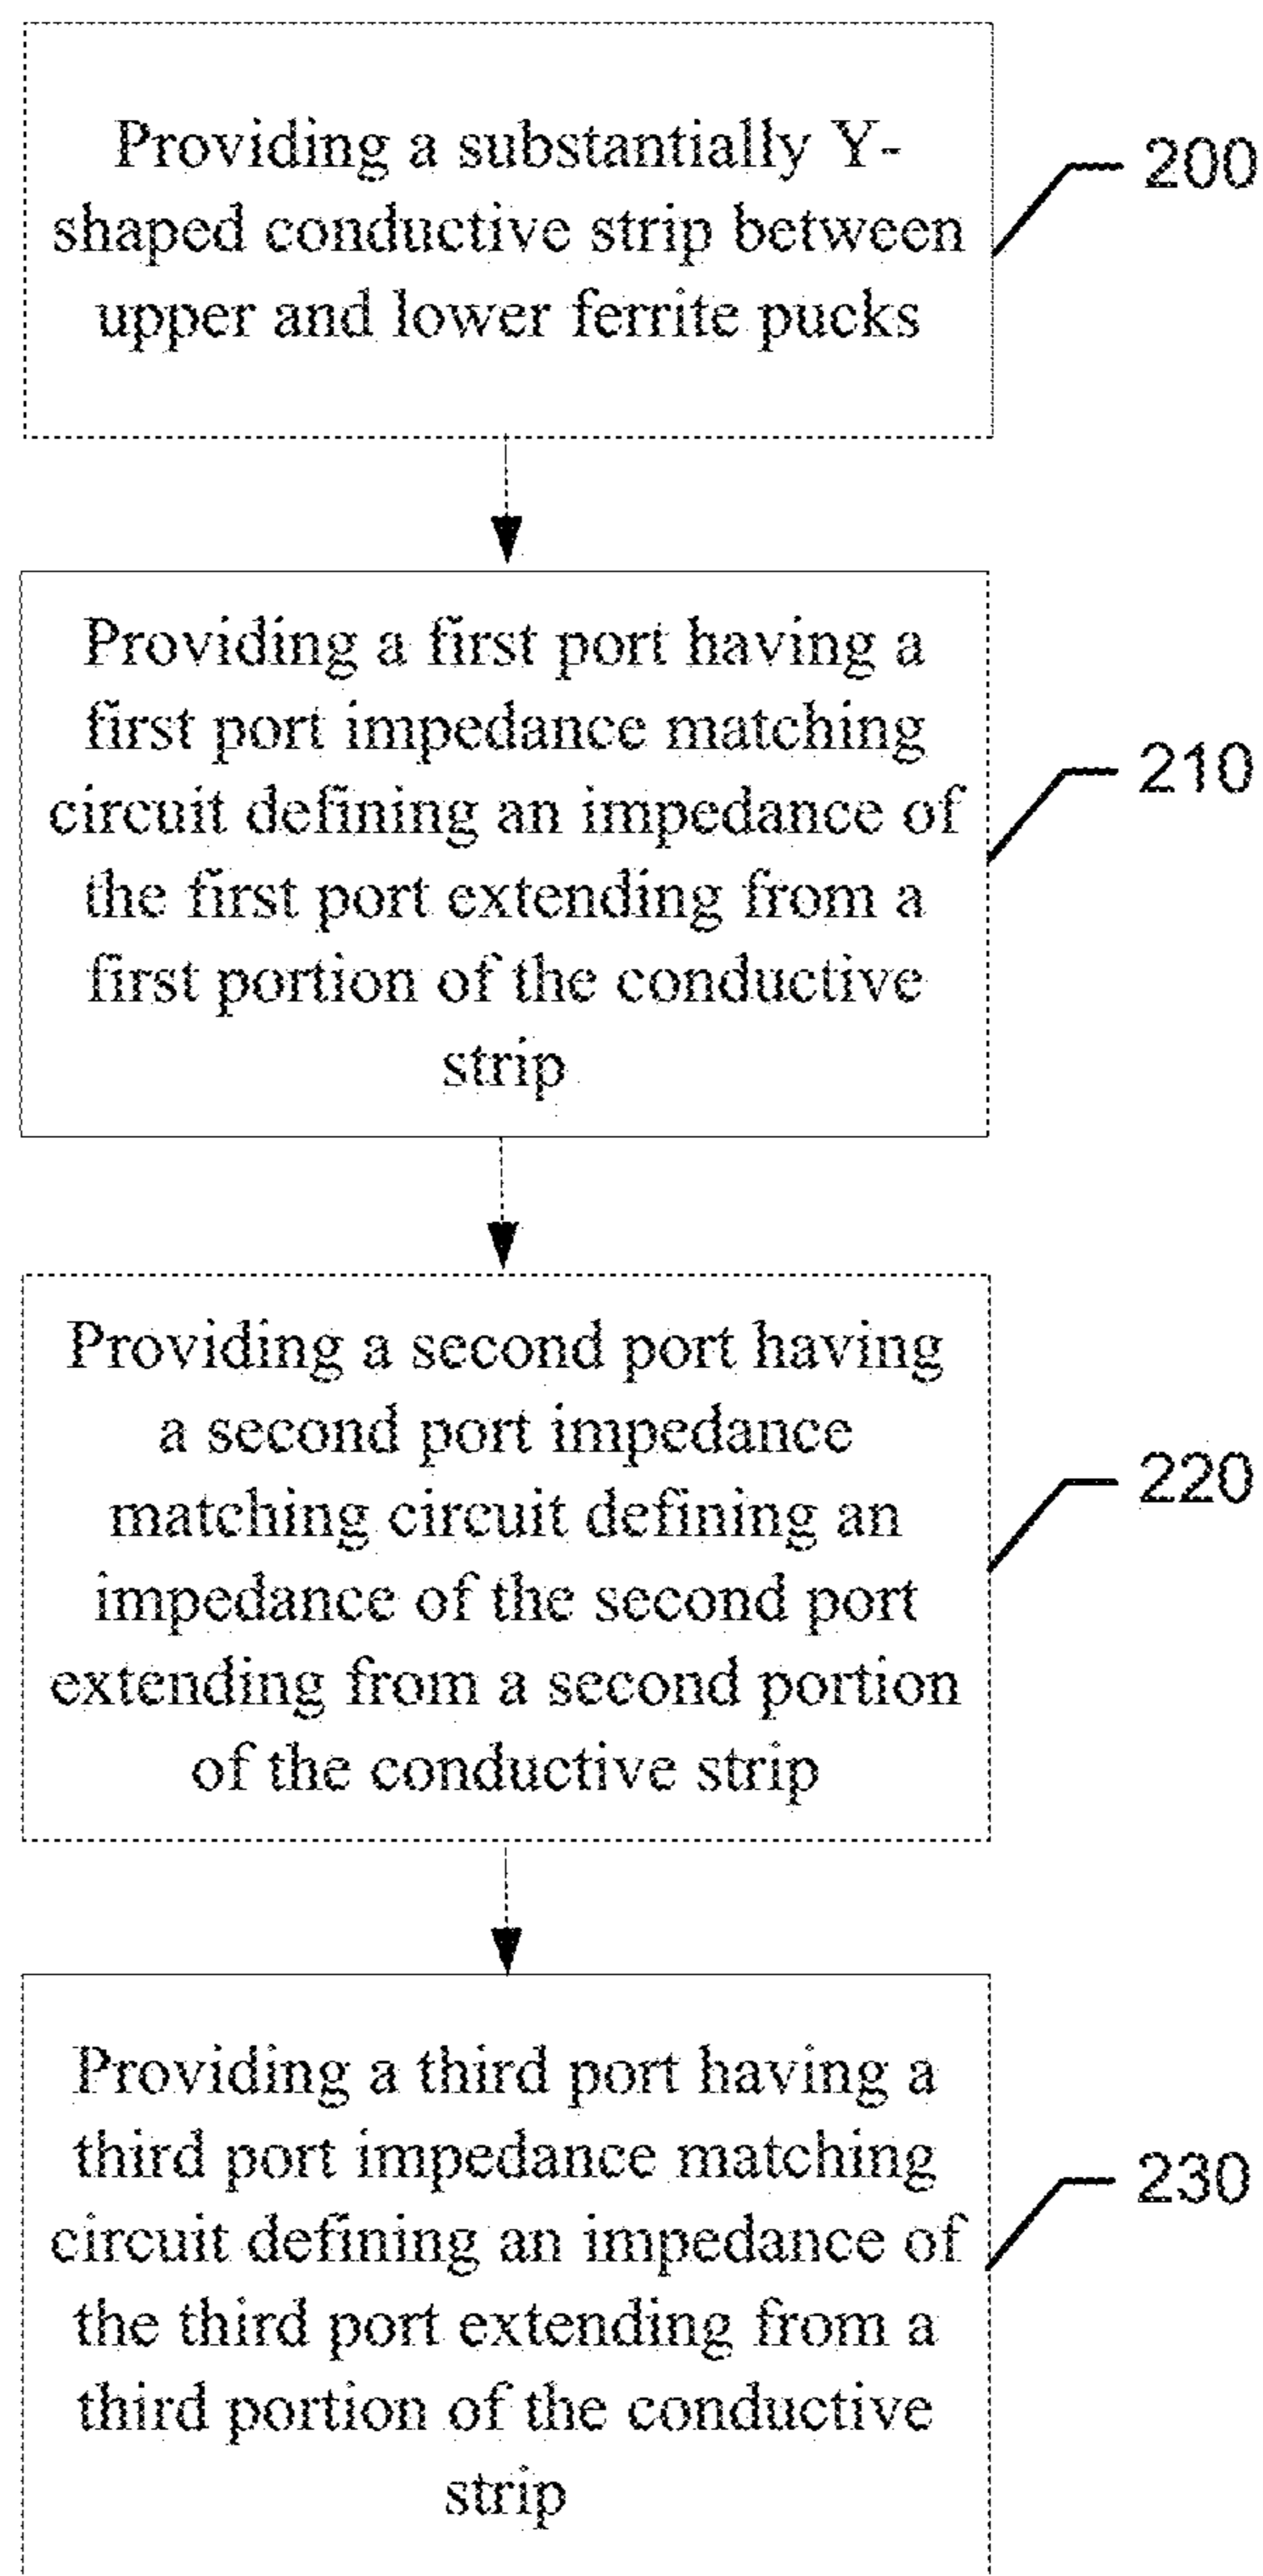 Providing a substantially Y-
shaped conductive strip between
upper and lower ferrite pucks
200
Providing a first port having a
first port impedance matching
circuit defining an impedance of
the first port extending from a
first portion of the conductive
strip
210
Providing a second port having
a second port impedance
matching circuit defining an
impedance of the second port
extending from a second portion
of the conductive strip
220
Providing a third port having a
third port impedance matching
circuit defining an impedance of
the third port extending from a
third portion of the conductive
strip
230